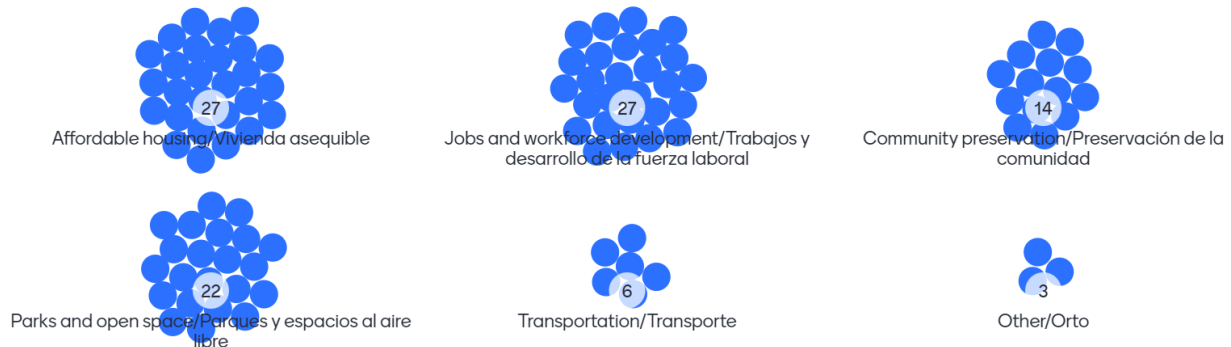 27
Affordable housing/Vivienda asequible
27
Jobs and workforce development/Trabajos y
desarrollo de la fuerza laboral
14
Community preservation/Preservación de la
comunidad
22
Parks and open space/Parques y espacios al aire
libre
6
Transportation/Transporte
3
Other/Orto